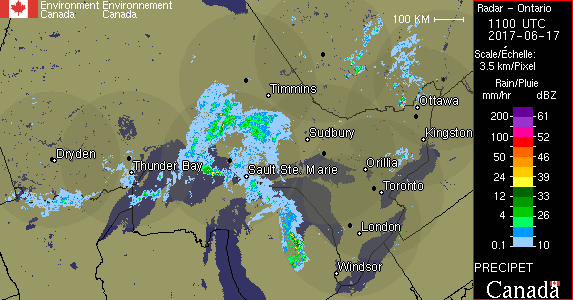 Environment Environnement
Canada Canada
100 KM
Timmins
Ottawa
Sudbury
Kingston
Dryden
Thunder Bay
Sault Ste. Marie
Orillia
Toronto
London
Windsor
Radar – Ontario
1100 UTC
2017-06-17
Scale/Échelle:
3.5 km/Pixel
Rain/Pluie
mm/hr dBZ
200 61
100 52
50 49
24 46
12 39
4 33
0.1 26
10
PRECIPET
Canada